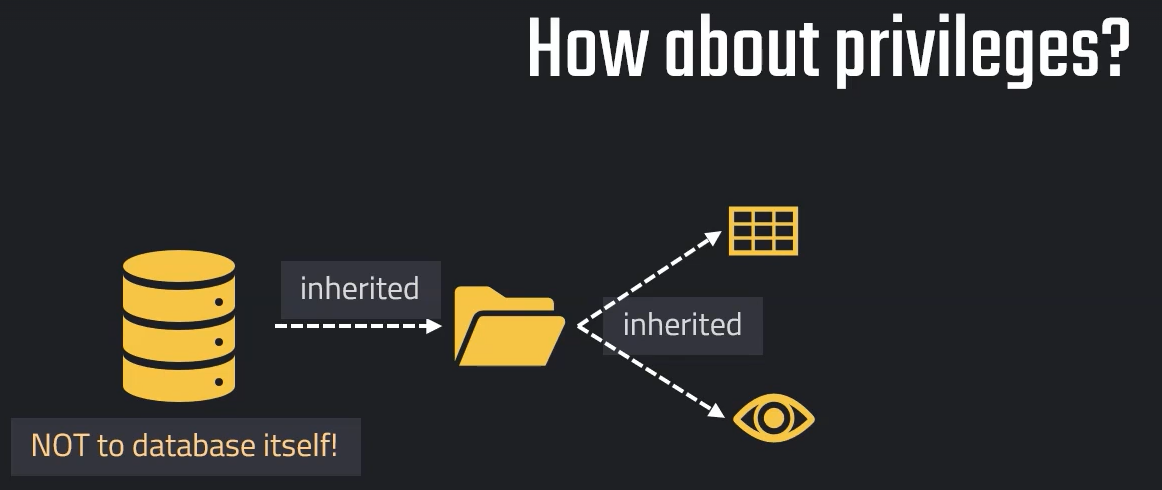 How about privileges?
inherited
inherited
NOT to database itself!